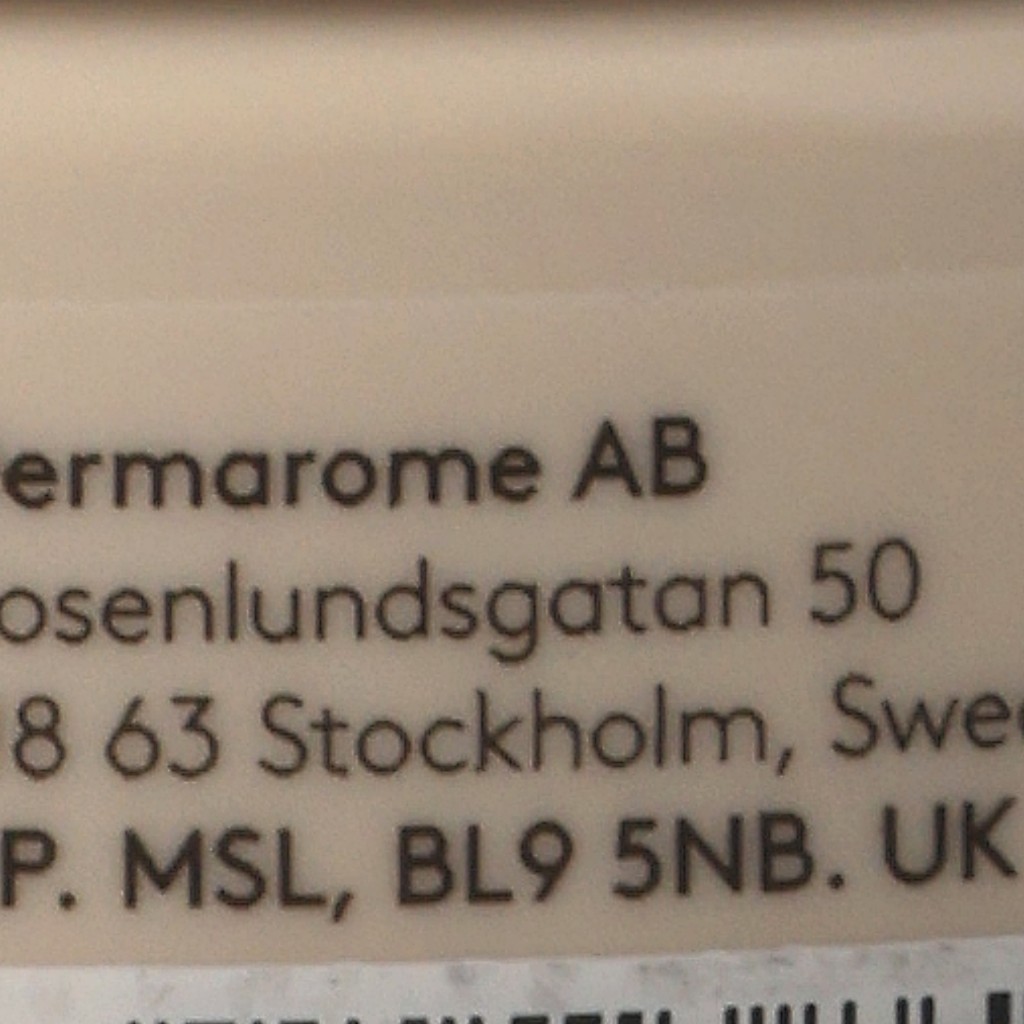 ermarome AB
osenlundsgatan 50
8 63 Stockholm, Swe
P. MSL, BL9 5NB. UK